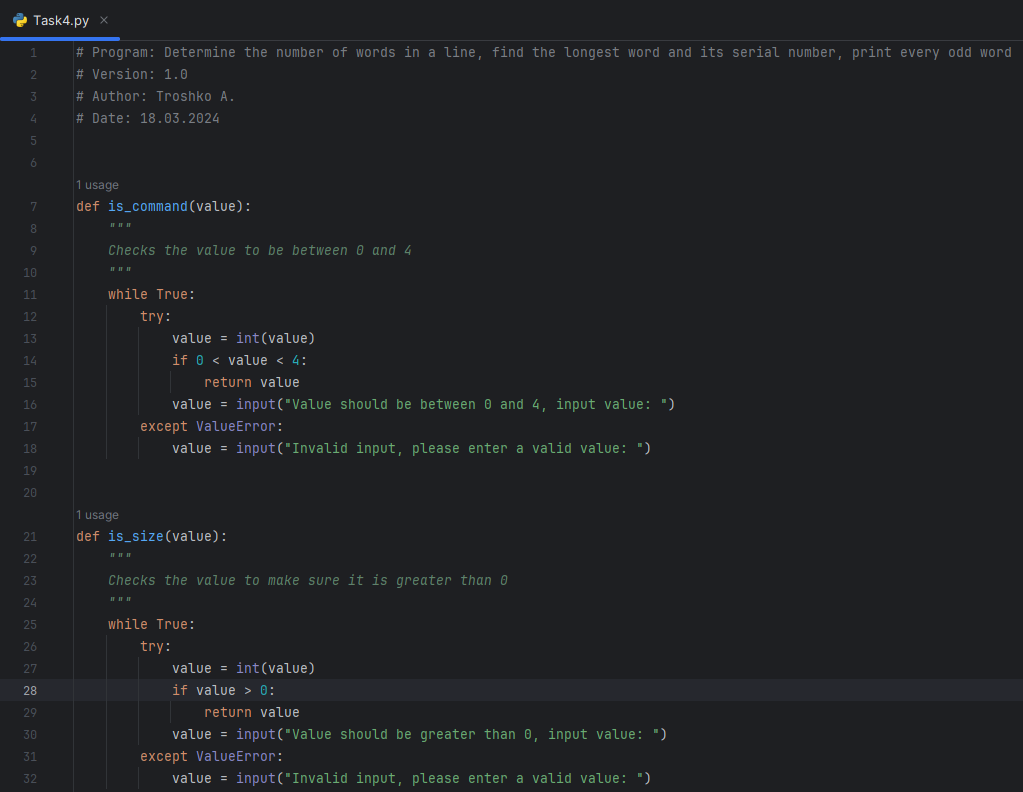 Task4.py ×
1 # Program: Determine the number of words in a line, find the longest word and its serial number, print every odd word
2 # Version: 1.0
3 # Author: Troshko A.
4 # Date: 18.03.2024
5
6
1 usage
7 def is_command(value):
8     """
9     Checks the value to be between 0 and 4
10     """
11     while True:
12         try:
13             value = int(value)
14             if 0 < value < 4:
15                 return value
16             value = input("Value should be between 0 and 4, input value: ")
17         except ValueError:
18             value = input("Invalid input, please enter a valid value: ")
19
20
1 usage
21 def is_size(value):
22     """
23     Checks the value to make sure it is greater than 0
24     """
25     while True:
26         try:
27             value = int(value)
28             if value > 0:
29                 return value
30             value = input("Value should be greater than 0, input value: ")
31         except ValueError:
32             value = input("Invalid input, please enter a valid value: ")